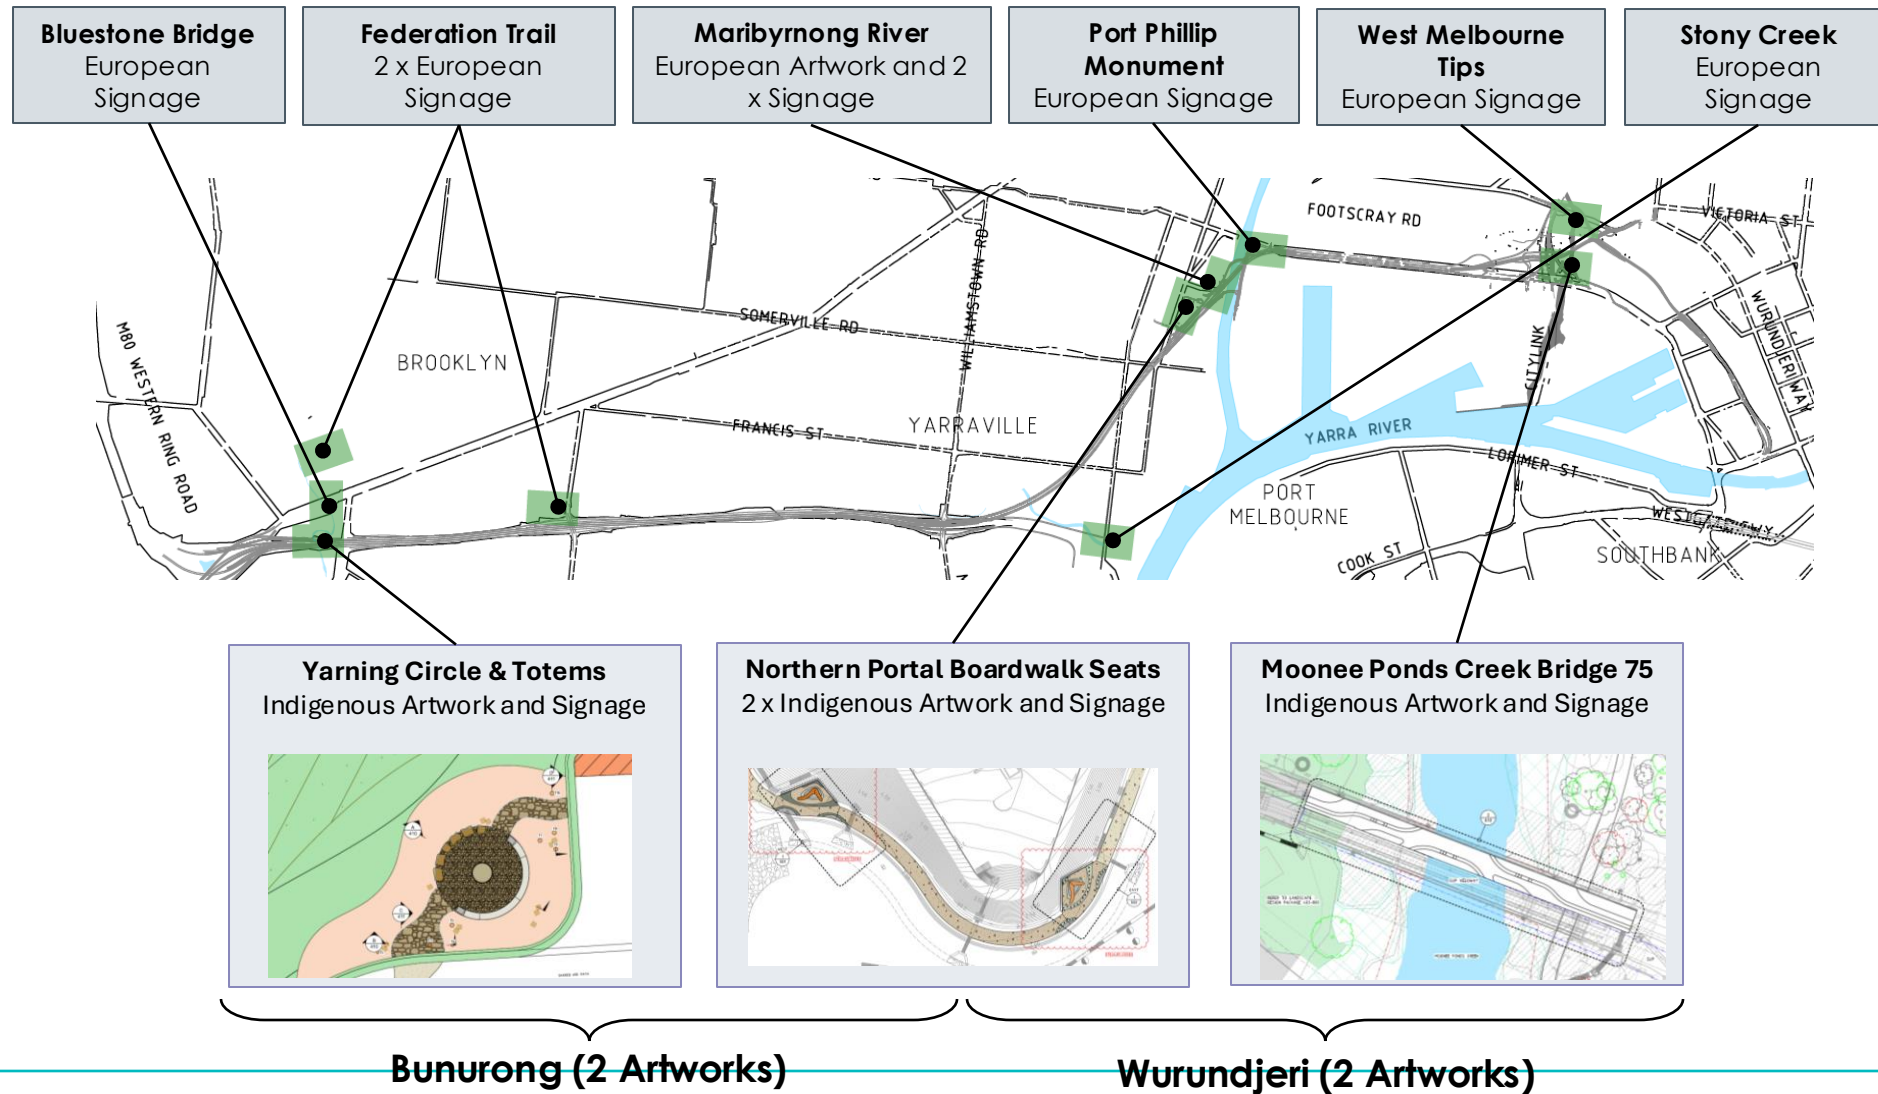 Bluestone Bridge
European
Signage
Federation Trail
2 x European
Signage
Maribyrnong River
European Artwork and 2
x Signage
Port Phillip
Monument
European Signage
West Melbourne
Tips
European Signage
Stony Creek
European
Signage
FOOTSCRAY RD
VICTORIA ST
WILLIAMSTOWN RD
SOMERVILLE RD
BROOKLYN
M80 WESTERN RING ROAD
FRANCIS ST
YARRAVILLE
CITYLINK
WURUNDJERI WAY
YARRA RIVER
LORIMER ST
PORT
MELBOURNE
COOK ST
SOUTHBANK
Yarning Circle & Totems
Indigenous Artwork and Signage
Northern Portal Boardwalk Seats
2 x Indigenous Artwork and Signage
Moonee Ponds Creek Bridge 75
Indigenous Artwork and Signage
MOONEE PONDS CREEK
Bunurong (2 Artworks)
Wurundjeri (2 Artworks)